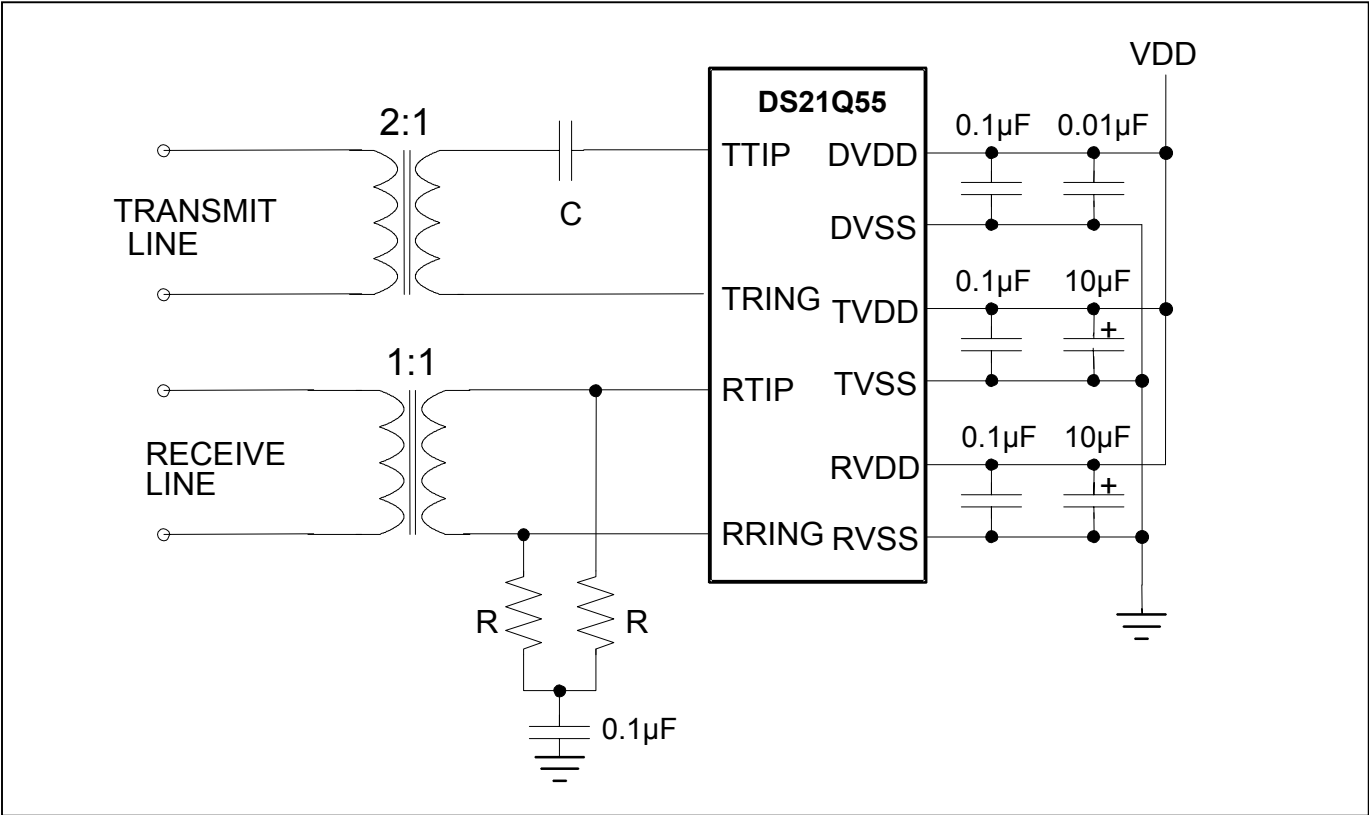 VDD
DS21Q55
0.1µF 0.01µF
2:1
TTIP DVDD
C
TRANSMIT
LINE
DVSS
0.1µF 10µF
TRING TVDD
+
1:1
RTIP TVSS
0.1µF 10µF
RECEIVE
LINE
RVDD
+
RRING RVSS
R R
0.1µF